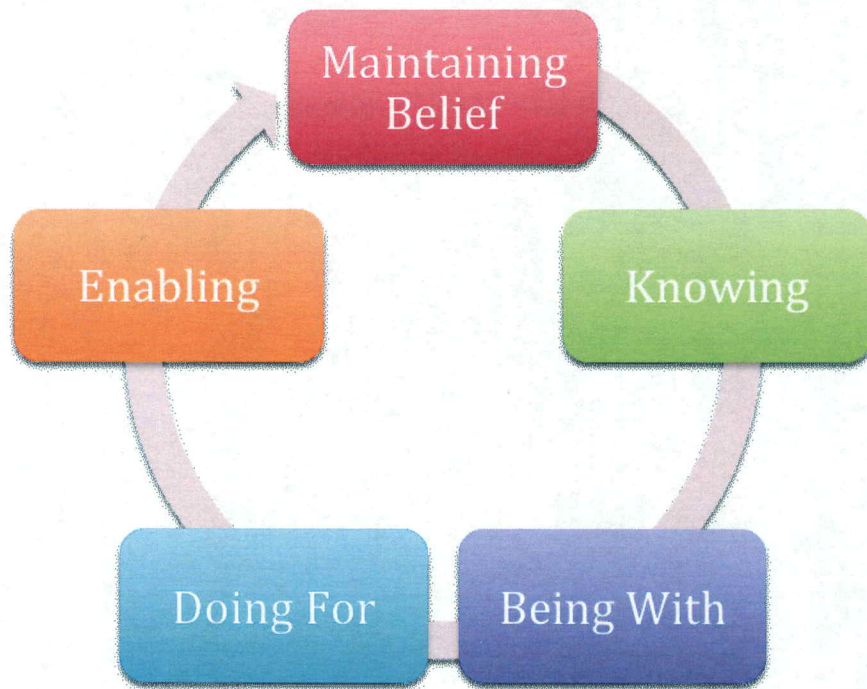 Maintaining
Belief
Knowing
Being With
Doing For
Enabling